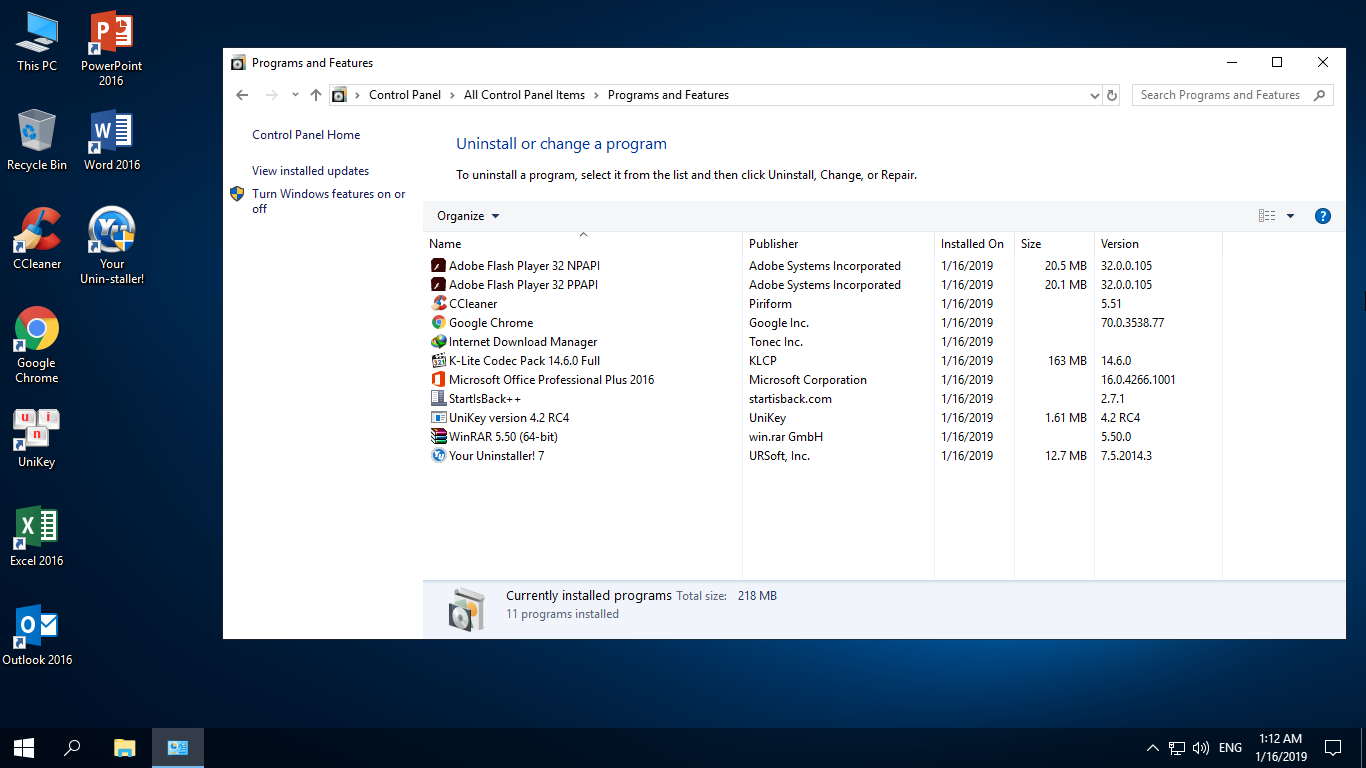 This PC
PowerPoint
2016
Recycle Bin
Word 2016
CCleaner
Your
Unin-staller!
Google
Chrome
UniKey
Excel 2016
Outlook 2016
Programs and Features
Control Panel
All Control Panel Items
Programs and Features
Search Programs and Features
Control Panel Home
View installed updates
Turn Windows features on or
off
Uninstall or change a program
To uninstall a program, select it from the list and then click Uninstall, Change, or Repair.
Organize
Name Publisher Installed On Size Version
Adobe Flash Player 32 NPAPI Adobe Systems Incorporated 1/16/2019 20.5 MB 32.0.0.105
Adobe Flash Player 32 PPAPI Adobe Systems Incorporated 1/16/2019 20.1 MB 32.0.0.105
CCleaner Piriform 1/16/2019 5.51
Google Chrome Google Inc. 1/16/2019 70.0.3538.77
Internet Download Manager Tonec Inc. 1/16/2019
K-Lite Codec Pack 14.6.0 Full KLCP 1/16/2019 163 MB 14.6.0
Microsoft Office Professional Plus 2016 Microsoft Corporation 1/16/2019 16.0.4266.1001
StartIsBack++ startisback.com 1/16/2019 2.7.1
UniKey version 4.2 RC4 UniKey 1/16/2019 1.61 MB 4.2 RC4
WinRAR 5.50 (64-bit) win.rar GmbH 1/16/2019 5.50.0
Your Uninstaller! 7 URSoft, Inc. 1/16/2019 12.7 MB 7.5.2014.3
Currently installed programs Total size: 218 MB
11 programs installed
ENG
1:12 AM
1/16/2019